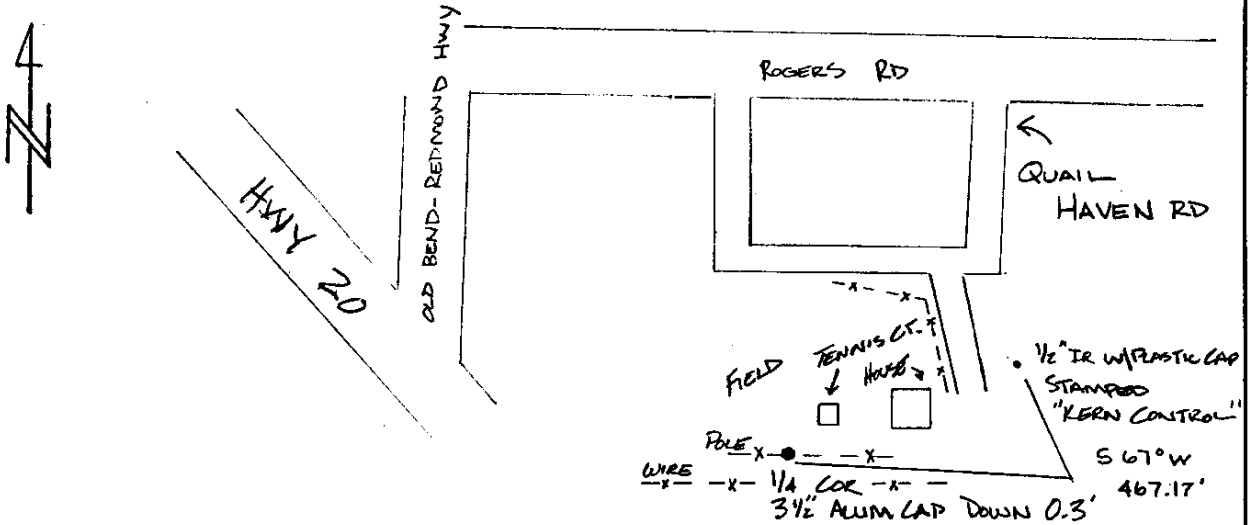 N
HWY 20
OLD BEND-REDMOND HWY
ROGERS RD
QUAIL
HAVEN RD
FIELD
TENNIS CT.
HOUSE
1/2" IR W/PLASTIC CAP
STAMPED
"KERN CONTROL"
S 67° W
467.17'
POLE
WIRE
1/4 COR
3 1/2" ALUM CAP DOWN 0.3'